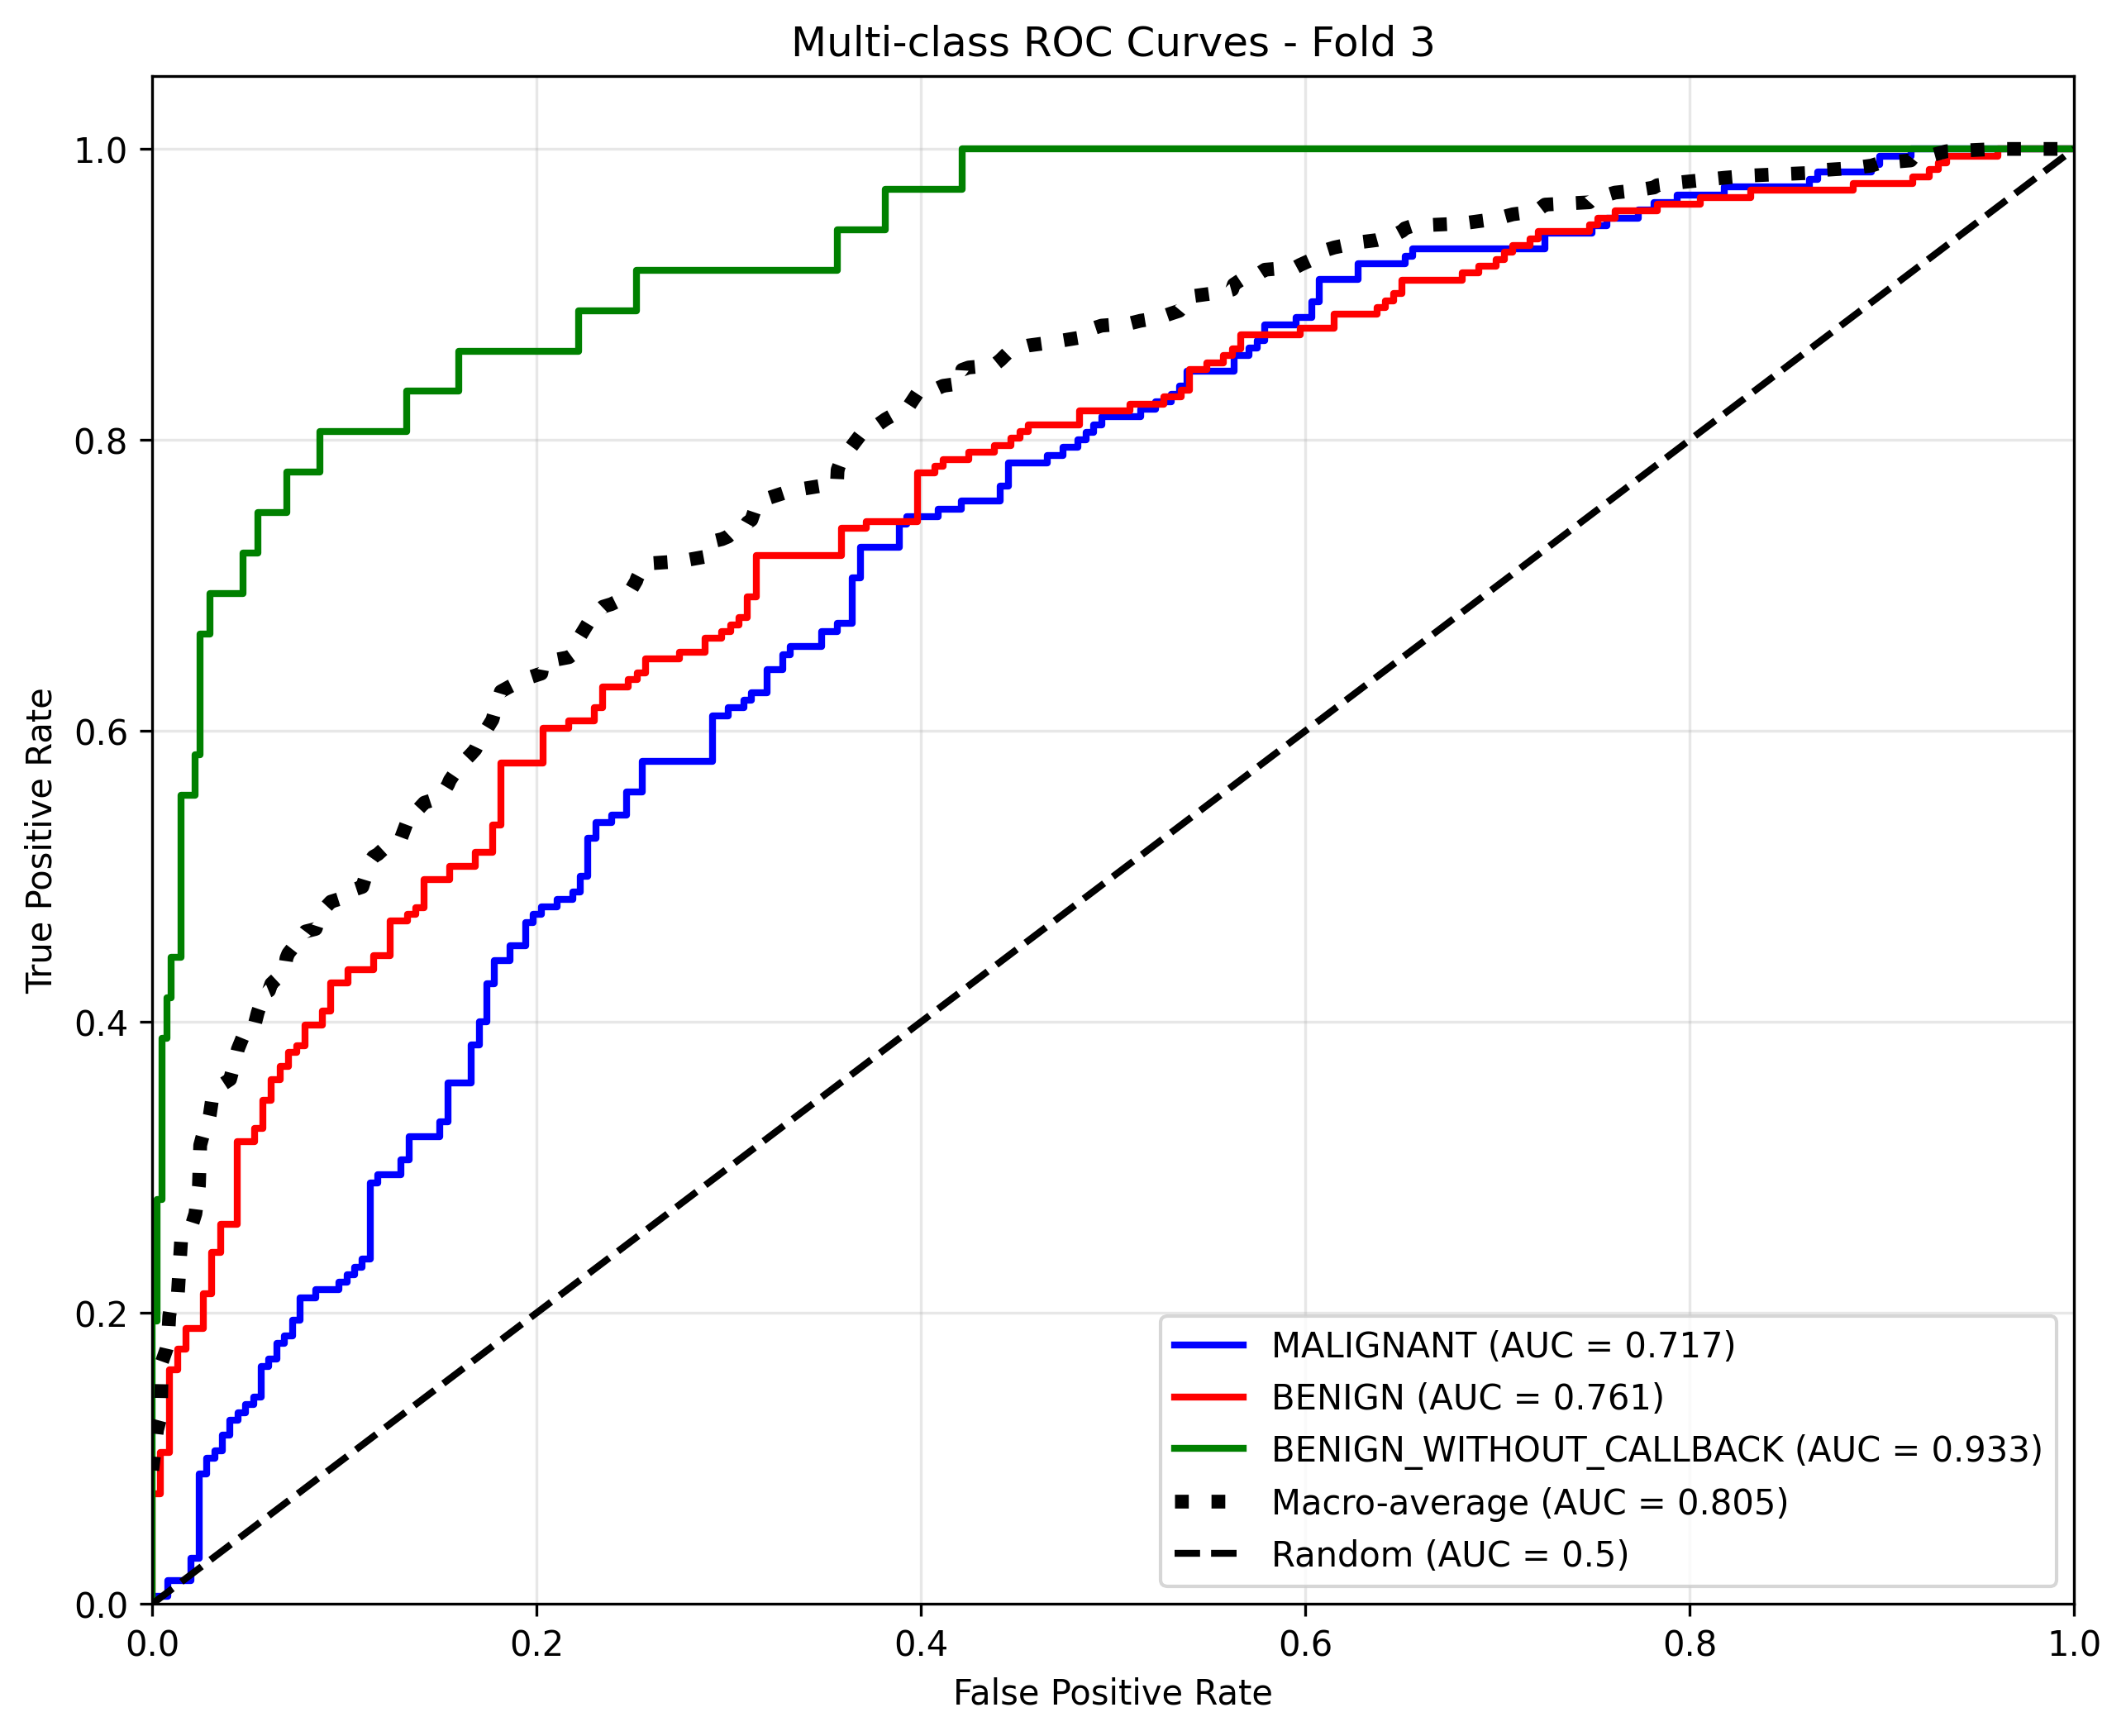 Multi-class ROC Curves - Fold 3
True Positive Rate
1.0
0.8
0.6
0.4
0.2
0.0
MALIGNANT (AUC = 0.717)
BENIGN (AUC = 0.761)
BENIGN_WITHOUT_CALLBACK (AUC = 0.933)
Macro-average (AUC = 0.805)
Random (AUC = 0.5)
0.0 0.2 0.4 0.6 0.8 1.0
False Positive Rate